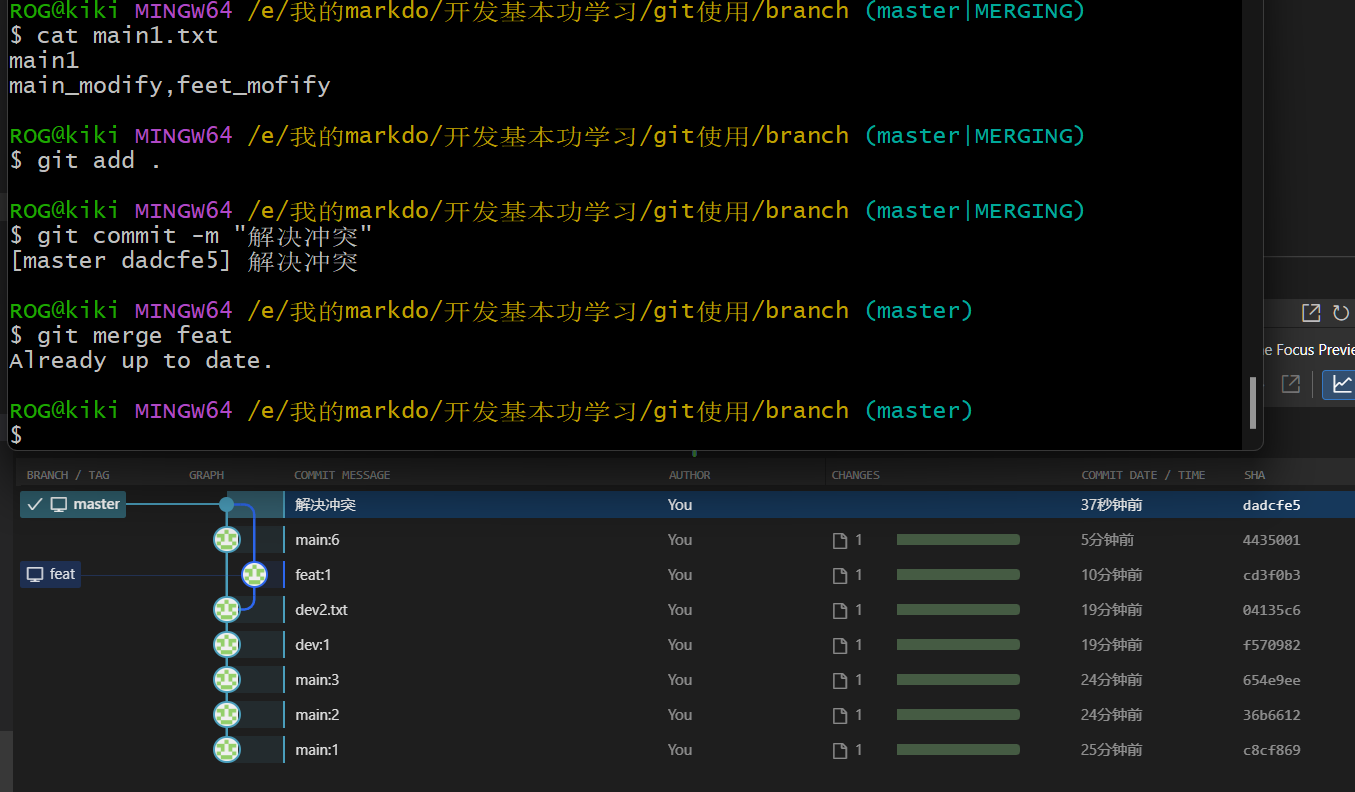 ROG@kiki MINGW64 /e/我的markdo/开发基本功学习/git使用/branch (master|MERGING)
$ cat main1.txt
main1
main_modify,feet_mofify
ROG@kiki MINGW64 /e/我的markdo/开发基本功学习/git使用/branch (master|MERGING)
$ git add .
ROG@kiki MINGW64 /e/我的markdo/开发基本功学习/git使用/branch (master|MERGING)
$ git commit -m "解决冲突"
[master dadcfe5] 解决冲突
ROG@kiki MINGW64 /e/我的markdo/开发基本功学习/git使用/branch (master)
$ git merge feat
Already up to date.
ROG@kiki MINGW64 /e/我的markdo/开发基本功学习/git使用/branch (master)
$
Focus Previe
BRANCH / TAG GRAPH COMMIT MESSAGE AUTHOR CHANGES COMMIT DATE / TIME SHA
master 解决冲突 You 37秒钟前 dadcfe5
main:6 You 1 5分钟前 4435001
feat feat:1 You 1 10分钟前 cd3f0b3
dev2.txt You 1 19分钟前 04135c6
dev:1 You 1 19分钟前 f570982
main:3 You 1 24分钟前 654e9ee
main:2 You 1 24分钟前 36b6612
main:1 You 1 25分钟前 c8cf869